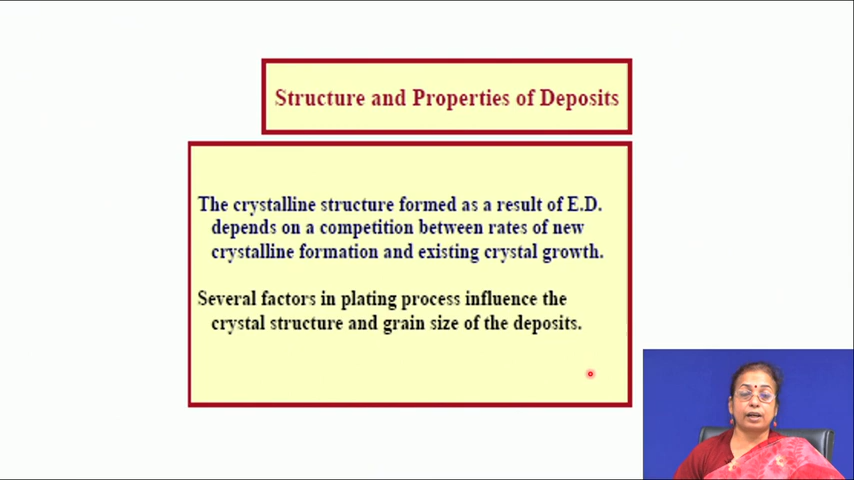 Structure and Properties of Deposits
The crystalline structure formed as a result of E.D.
depends on a competition between rates of new
crystalline formation and existing crystal growth.
Several factors in plating process influence the
crystal structure and grain size of the deposits.